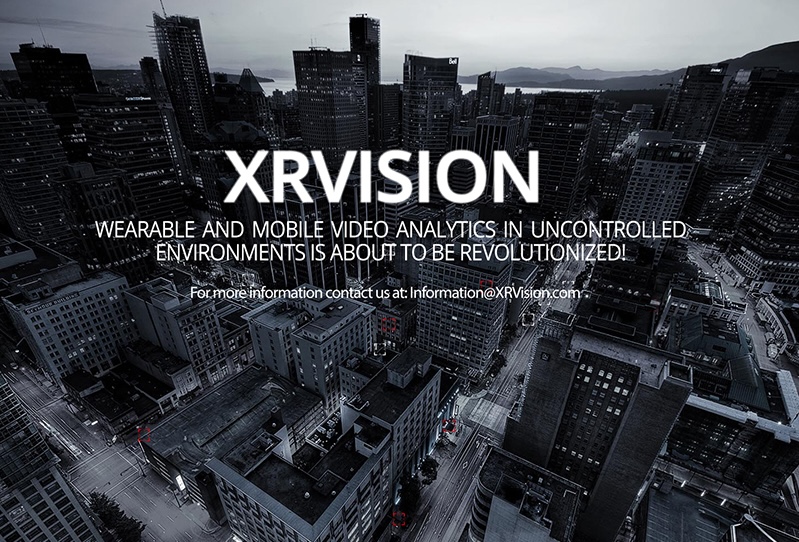 Bell
XRVISION
WEARABLE AND MOBILE VIDEO ANALYTICS IN UNCONTROLLED
ENVIRONMENTS IS ABOUT TO BE REVOLUTIONIZED!
For more information contact us at: Information@XRVision.com